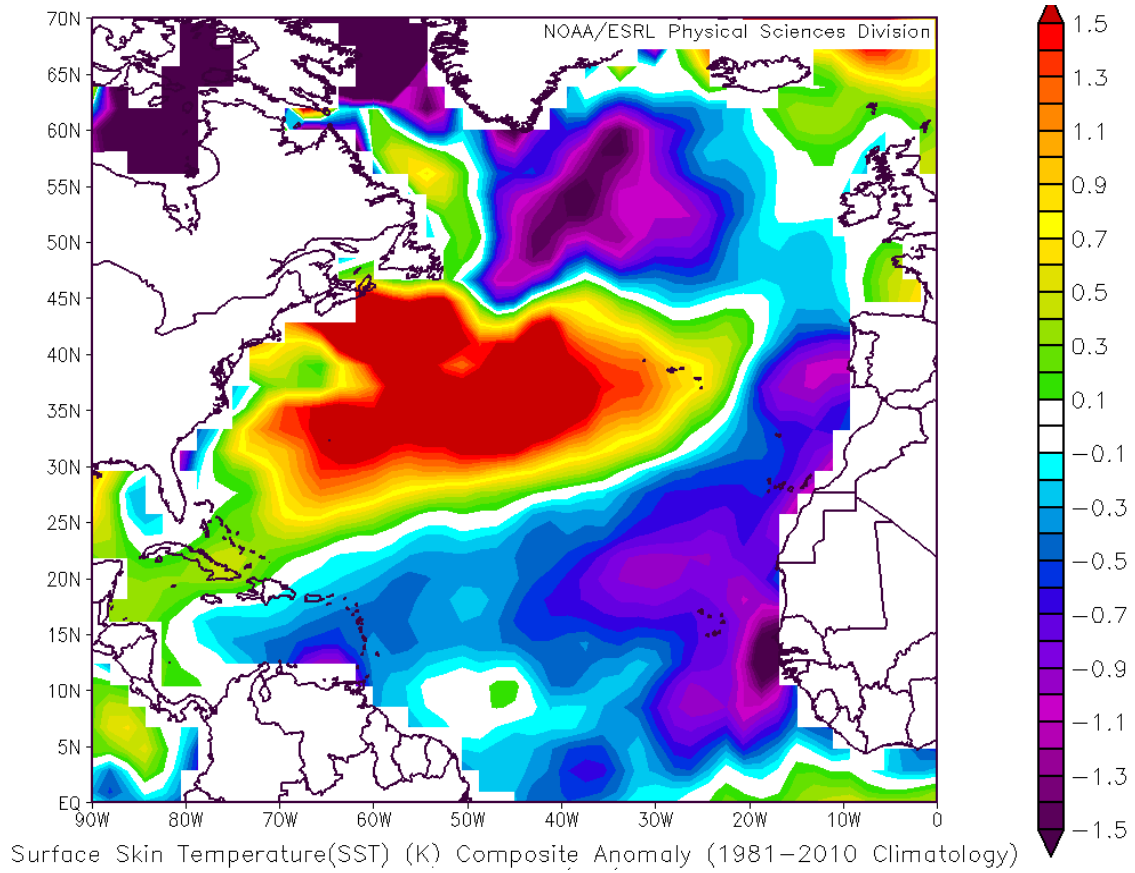 NOAA/ESRL Physical Sciences Division
70N
65N
60N
55N
50N
45N
40N
35N
30N
25N
20N
15N
10N
5N
EQ
90W 80W 70W 60W 50W 40W 30W 20W 10W 0
1.5
1.3
1.1
0.9
0.7
0.5
0.3
0.1
-0.1
-0.3
-0.5
-0.7
-0.9
-1.1
-1.3
-1.5
Surface Skin Temperature(SST) (K) Composite Anomaly (1981-2010 Climatology)